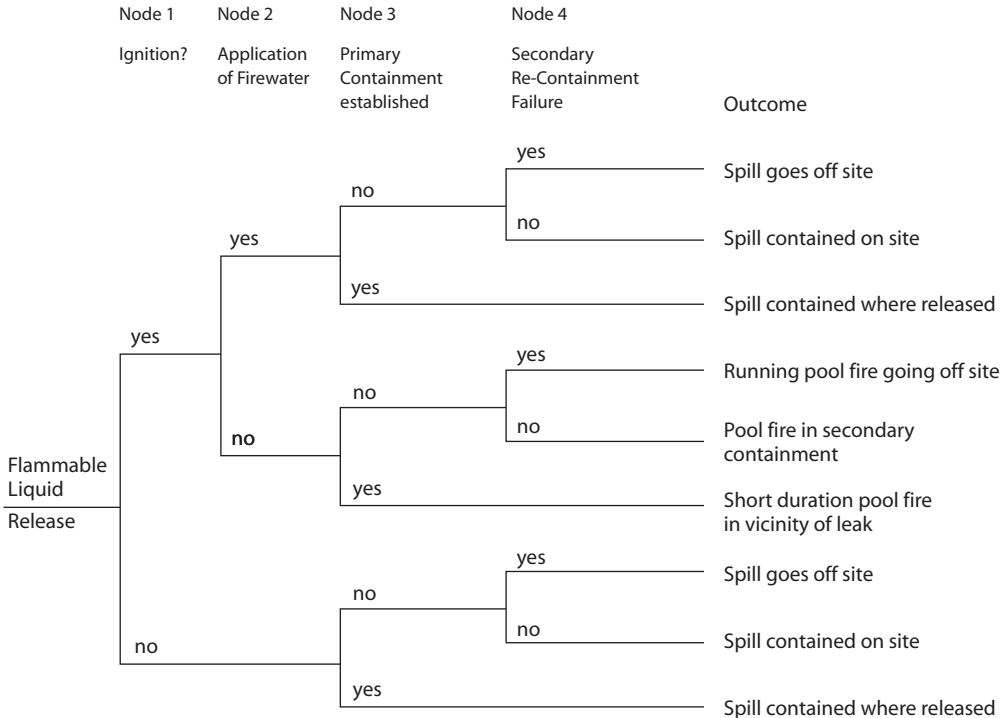 Node 1
Node 2
Node 3
Node 4
Ignition?
Application
of Firewater
Primary
Containment
established
Secondary
Re-Containment
Failure
Outcome
yes
Spill goes off site
no
no
Spill contained on site
yes
yes
Spill contained where released
yes
yes
Running pool fire going off site
no
no
Pool fire in secondary
containment
no
yes
Short duration pool fire
in vicinity of leak
Flammable
Liquid
Release
yes
Spill goes off site
no
no
Spill contained on site
no
yes
Spill contained where released